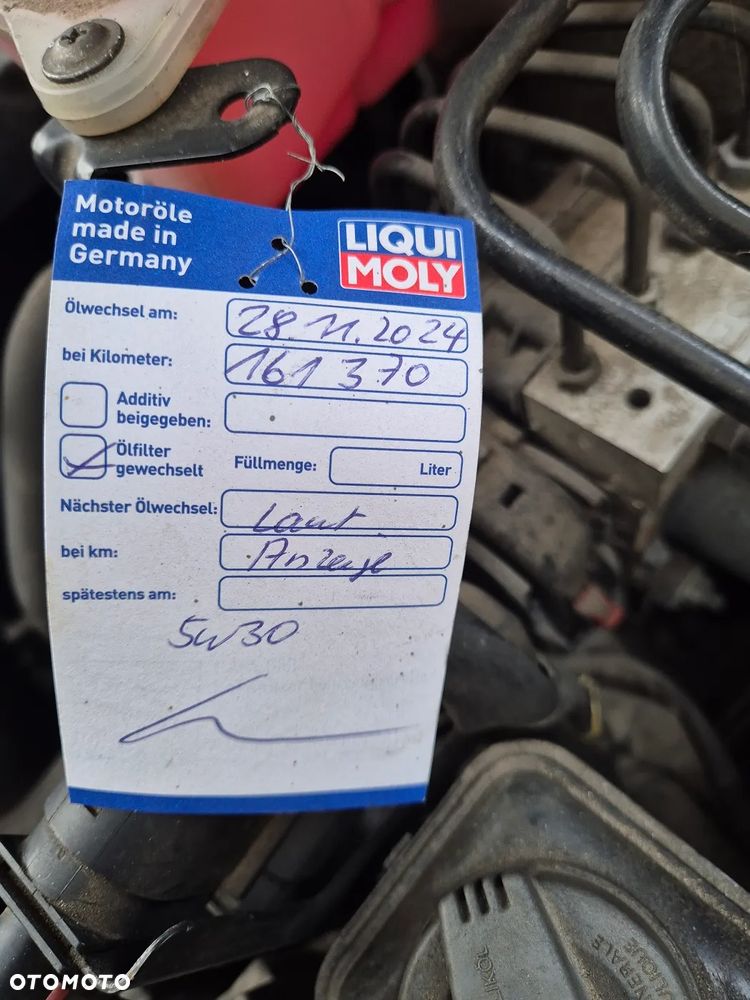 Motoröle
made in
Germany
LIQUI
MOLY
Ölwechsel am: 28.11.2024
bei Kilometer: 161 370
Additiv
beigegeben:
Ölfilter
gewechselt
Füllmenge: Liter
Nächster Ölwechsel: Laut
bei km: Anzeige
spätestens am:
5W30
OTOMOTO